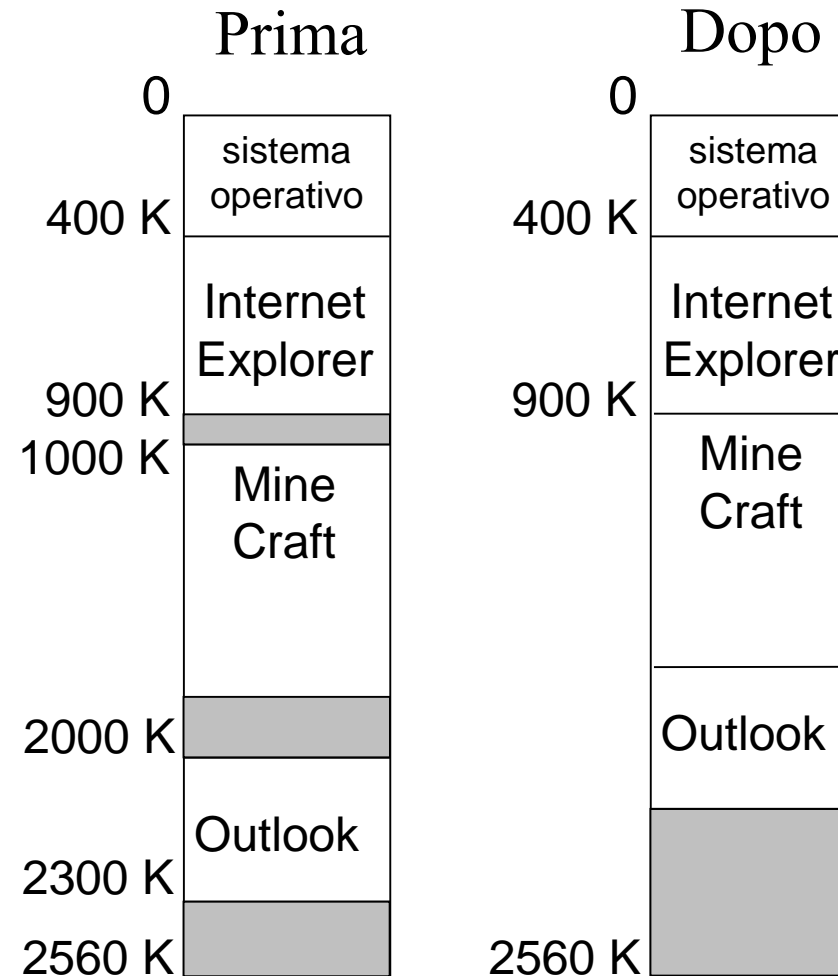 Prima
0
sistema
operativo
400 K
Internet
Explorer
900 K
1000 K
Mine
Craft
2000 K
Outlook
2300 K
2560 K
Dopo
0
sistema
operativo
400 K
Internet
Explorer
900 K
Mine
Craft
Outlook
2560 K